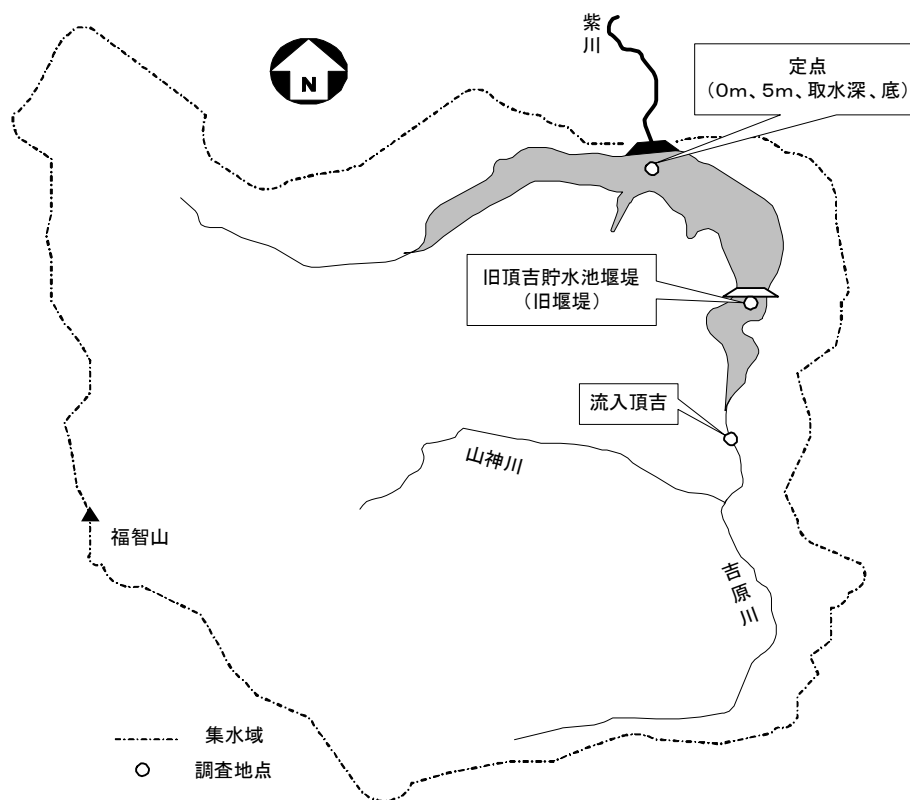 紫川
定点
（0m、5m、取水深、底）
N
旧頂吉貯水池堰堤
（旧堰堤）
流入頂吉
山神川
福智山
吉原川
集水域
調査地点